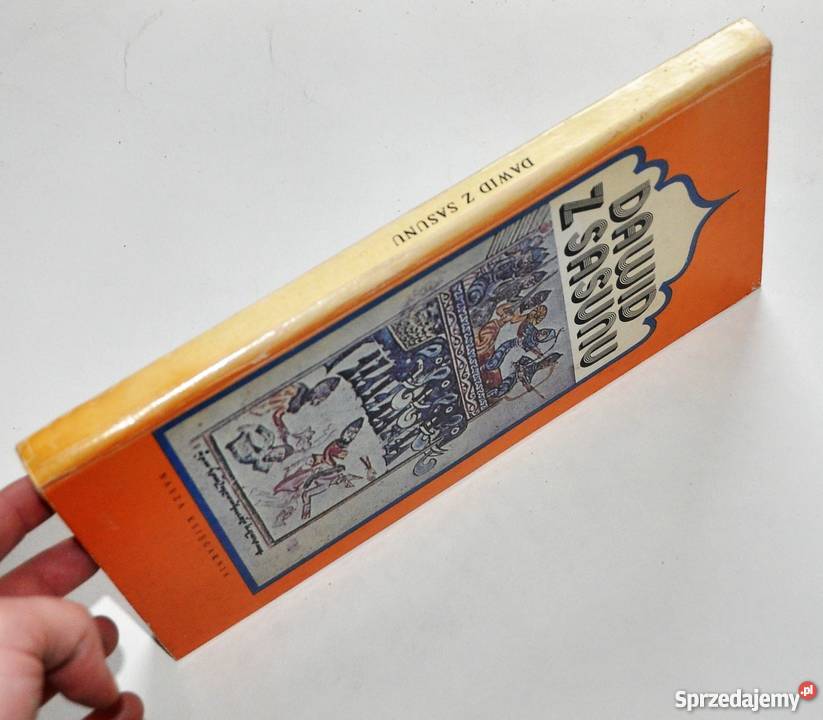 DAWID Z SASUNU
DAWID
Z SASUNU
NASZA KSIĘGARNIA
Sprzedajemy.pl